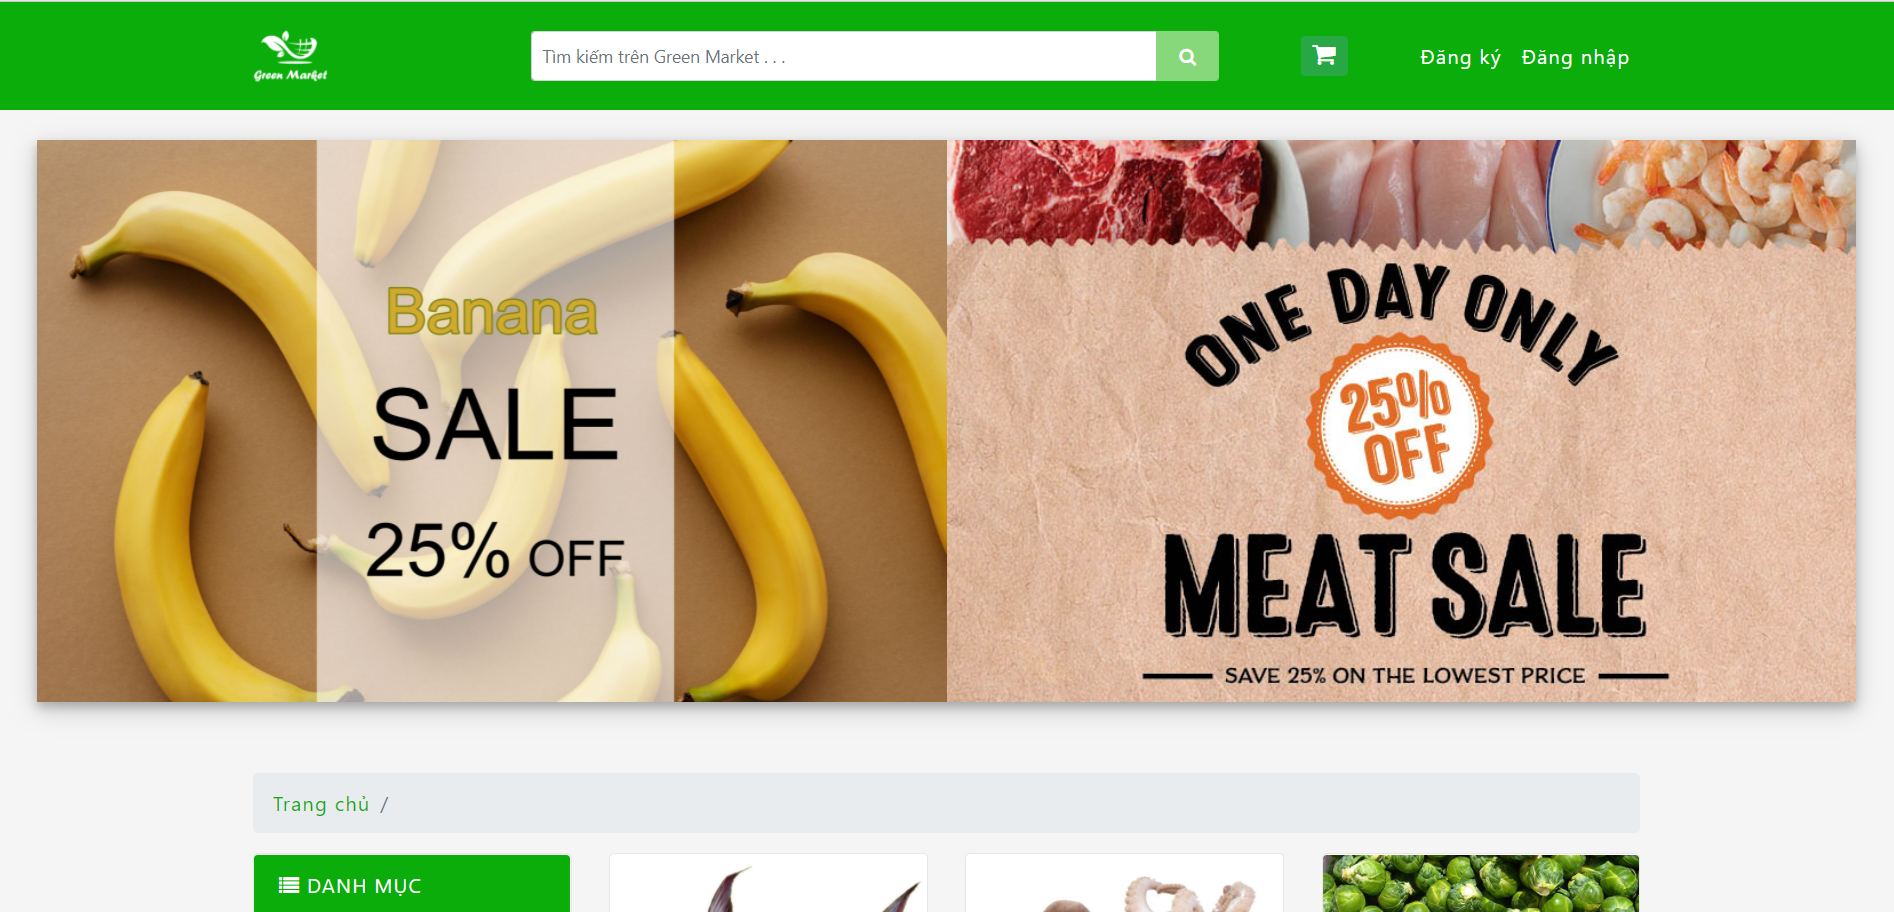 Green Market
Tìm kiếm trên Green Market . . .
Đăng ký
Đăng nhập
Banana
SALE
25% OFF
ONE DAY ONLY
25%
OFF
MEAT SALE
SAVE 25% ON THE LOWEST PRICE
Trang chủ /
DANH MỤC